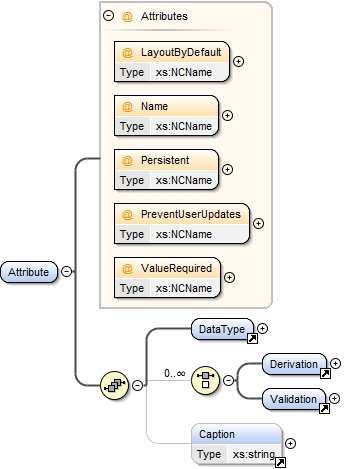 Attributes
@ LayoutByDefault
Type xs:NCName
@ Name
Type xs:NCName
@ Persistent
Type xs:NCName
@ PreventUserUpdates
Type xs:NCName
@ ValueRequired
Type xs:NCName
Attribute
DataType
0..∞
Derivation
Validation
Caption
Type xs:string